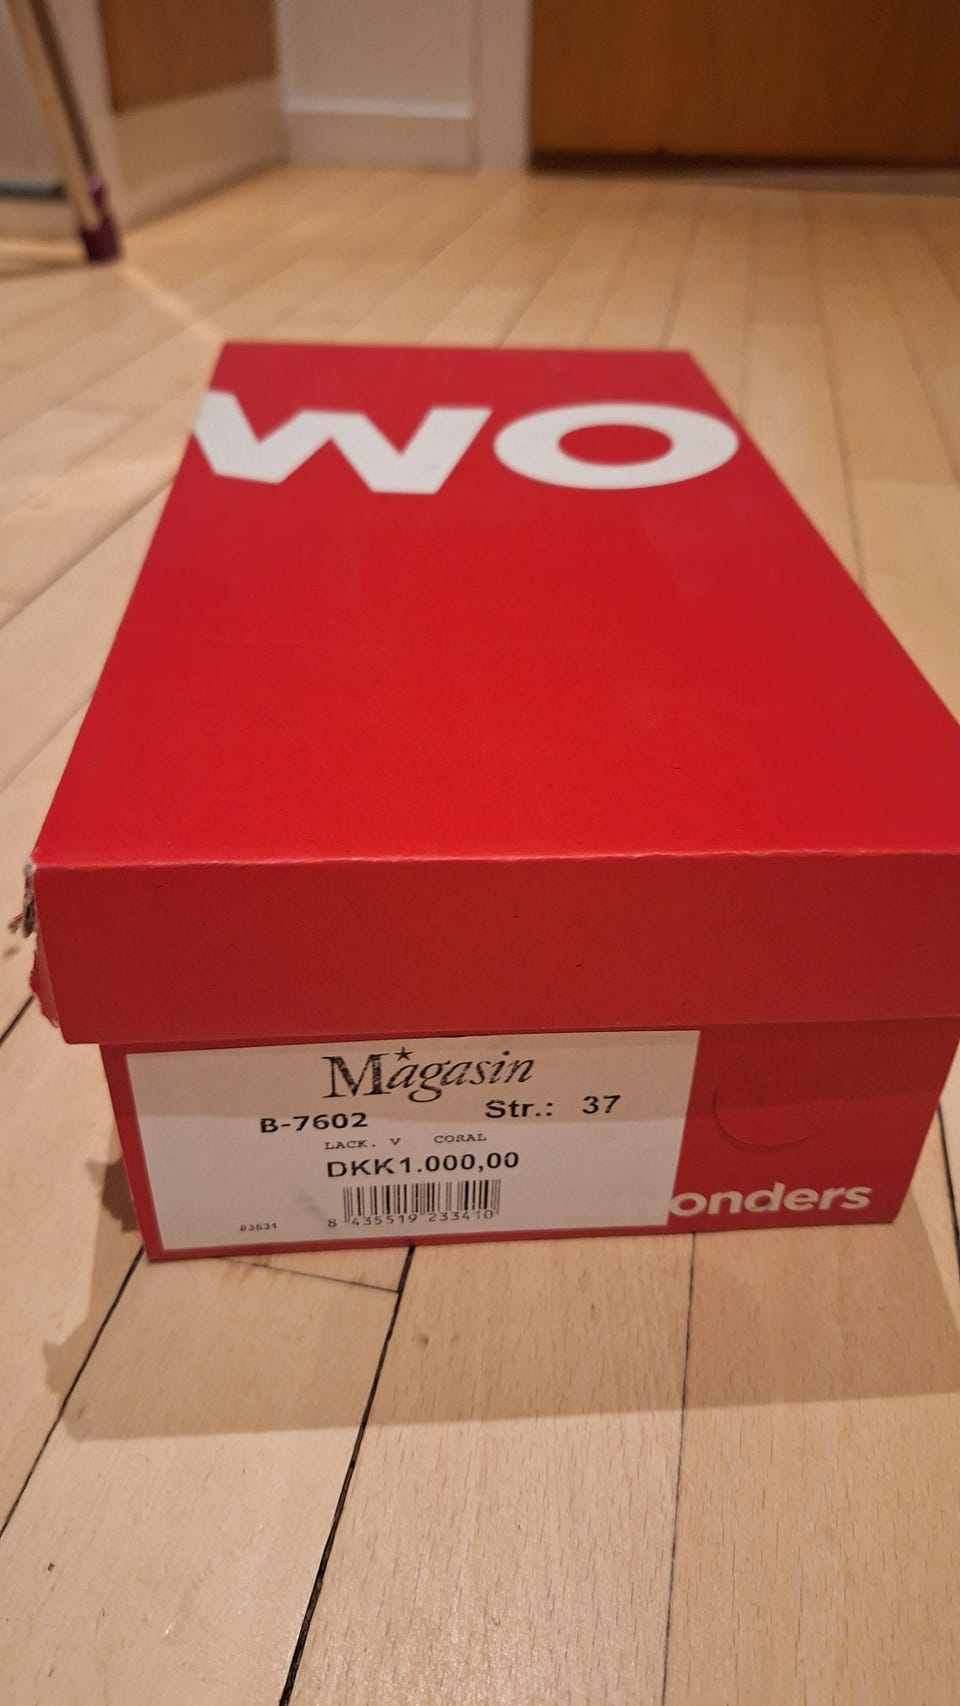 WO
Magasin
B-7602 Str.: 37
LACK. V CORAL
DKK1.000,00
83631
8 435519 233410
onders